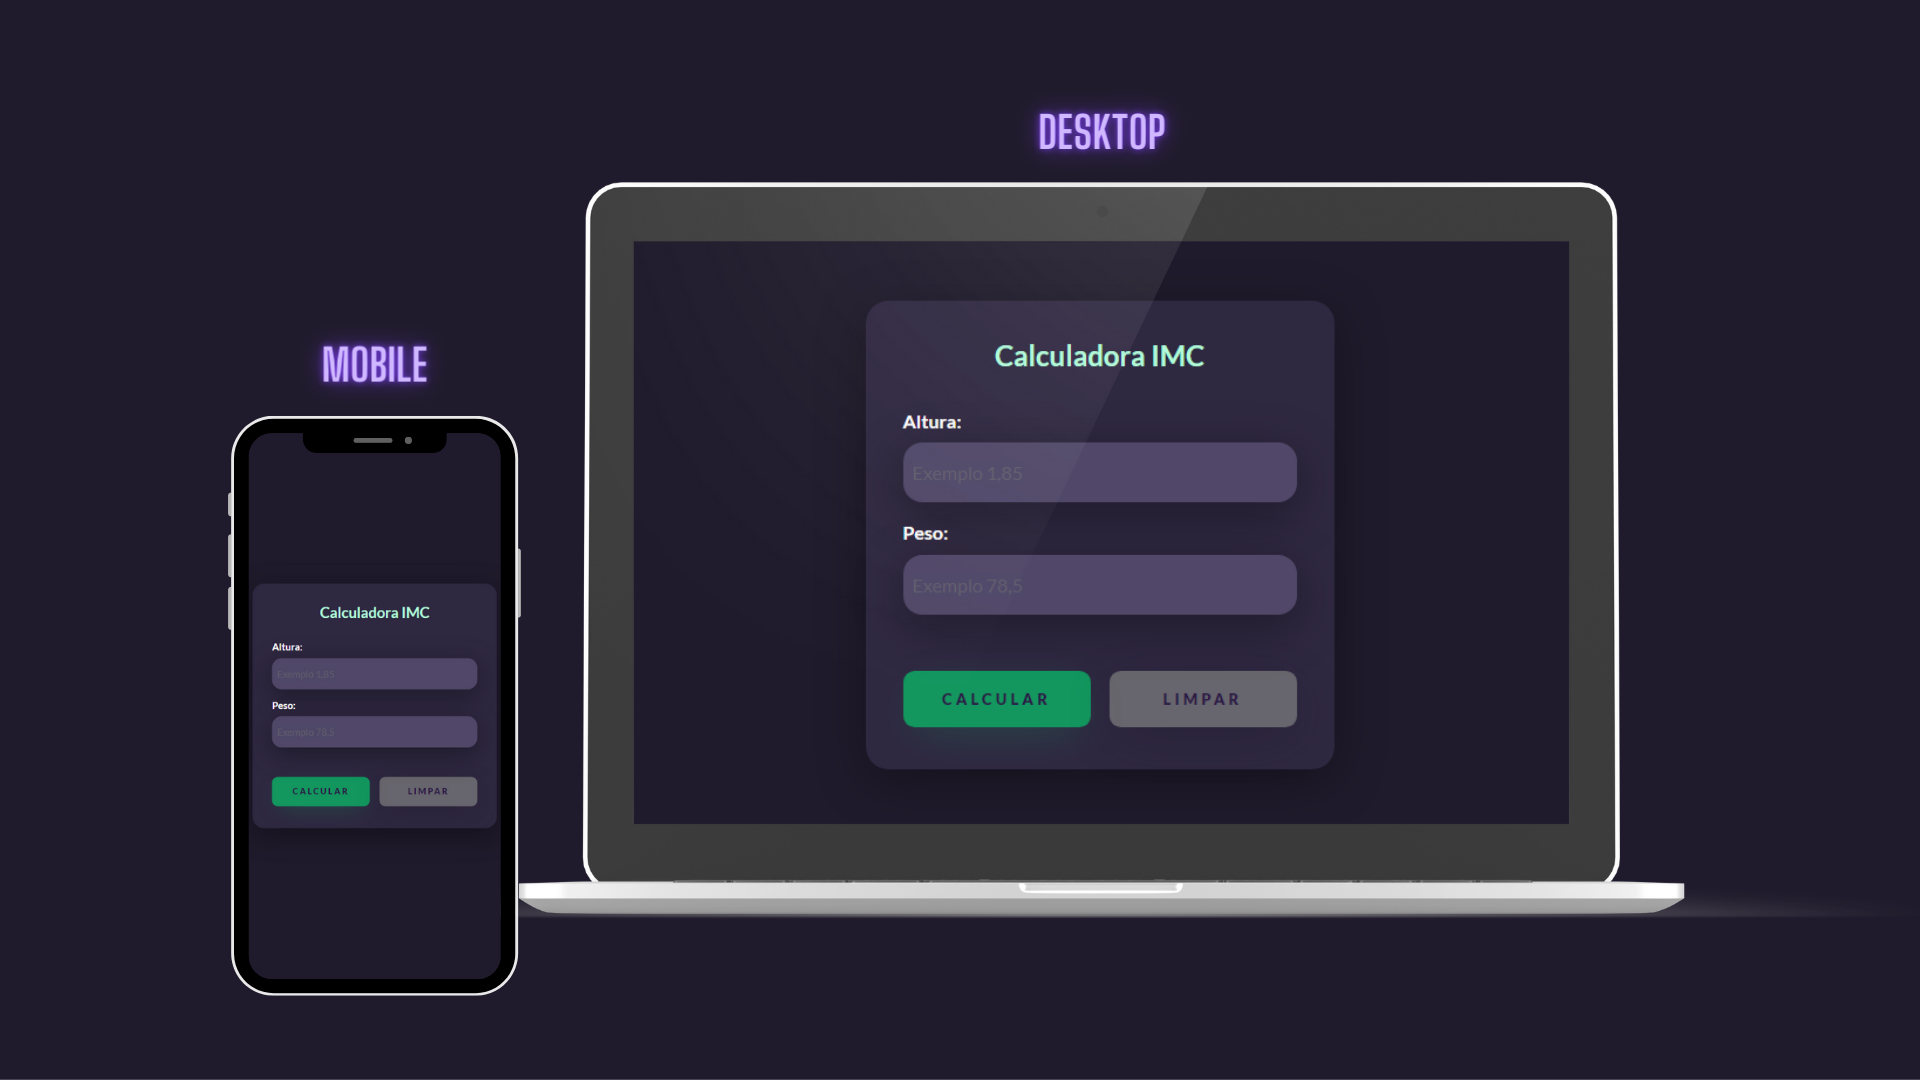 DESKTOP
Calculadora IMC
Altura:
Exemplo 1,85
Peso:
Exemplo 78,5
CALCULAR LIMPAR
MOBILE
Calculadora IMC
Altura:
Exemplo 1,85
Peso:
Exemplo 78,5
CALCULAR LIMPAR